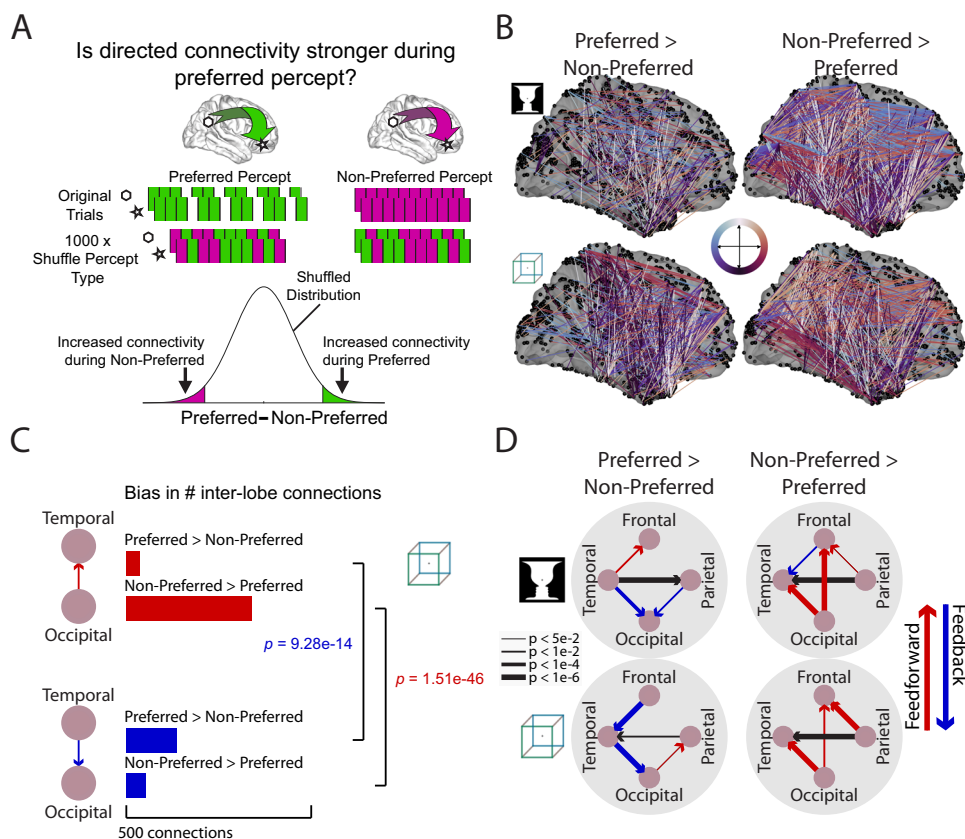 A
Is directed connectivity stronger during
preferred percept?
Preferred Percept
Non-Preferred Percept
Original
Trials
1000 x
Shuffle Percept
Type
Shuffled
Distribution
Increased connectivity
during Non-Preferred
Increased connectivity
during Preferred
Preferred – Non-Preferred
B
Preferred >
Non-Preferred
Non-Preferred >
Preferred
C
Bias in # inter-lobe connections
Temporal
Preferred > Non-Preferred
Non-Preferred > Preferred
Occipital
p = 9.28e-14
p = 1.51e-46
Temporal
Preferred > Non-Preferred
Non-Preferred > Preferred
Occipital
500 connections
D
Preferred >
Non-Preferred
Non-Preferred >
Preferred
Frontal
Temporal
Parietal
Occipital
Frontal
Temporal
Parietal
Occipital
p < 5e-2
p < 1e-2
p < 1e-4
p < 1e-6
Frontal
Temporal
Parietal
Occipital
Frontal
Temporal
Parietal
Occipital
Feedforward
Feedback